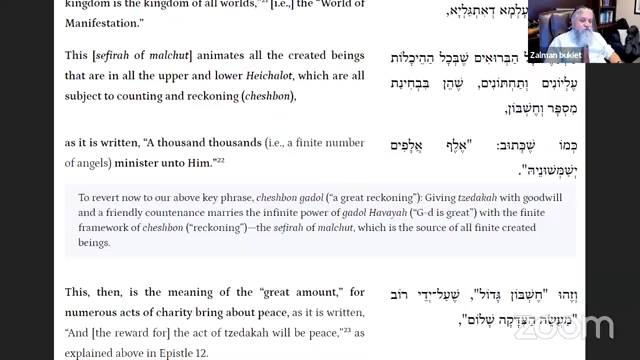 kingdom is the kingdom of all worlds,"21 [i.e.,] the "World of
Manifestation."
עָלְמָא דְּאִתְגַּלְיָא,
This [sefirah of malchut] animates all the created beings
that are in all the upper and lower Heichalot, which are all
subject to counting and reckoning (cheshbon),
הַבְּרוּאִים שֶׁבְּכָל הַהֵיכָלוֹת
עֶלְיוֹנִים וְתַחְתּוֹנִים, שֶׁהֵן בִּבְחִינַת
מִסְפָּר וְחֶשְׁבּוֹן,
as it is written, "A thousand thousands (i.e., a finite number
of angels) minister unto Him."22
כְּמוֹ שֶׁכָּתוּב: "אֶלֶף אֲלָפִים
יְשַׁמְּשׁוּנֵיהּ".
To revert now to our above key phrase, cheshbon gadol ("a great reckoning"): Giving tzedakah with goodwill
and a friendly countenance marries the infinite power of gadol Havayah ("G-d is great") with the finite
framework of cheshbon ("reckoning")—the sefirah of malchut, which is the source of all finite created
beings.
This, then, is the meaning of the "great amount," for
numerous acts of charity bring about peace, as it is written,
"And [the reward for] the act of tzedakah will be peace,"23 as
explained above in Epistle 12.
וְזֶהוּ "חֶשְׁבּוֹן גָּדוֹל", שֶׁעַל־יְדֵי רוֹב
"מַעֲשֵׂה הַצְּדָקָה שָׁלוֹם",
Zalman bukiet
zoom